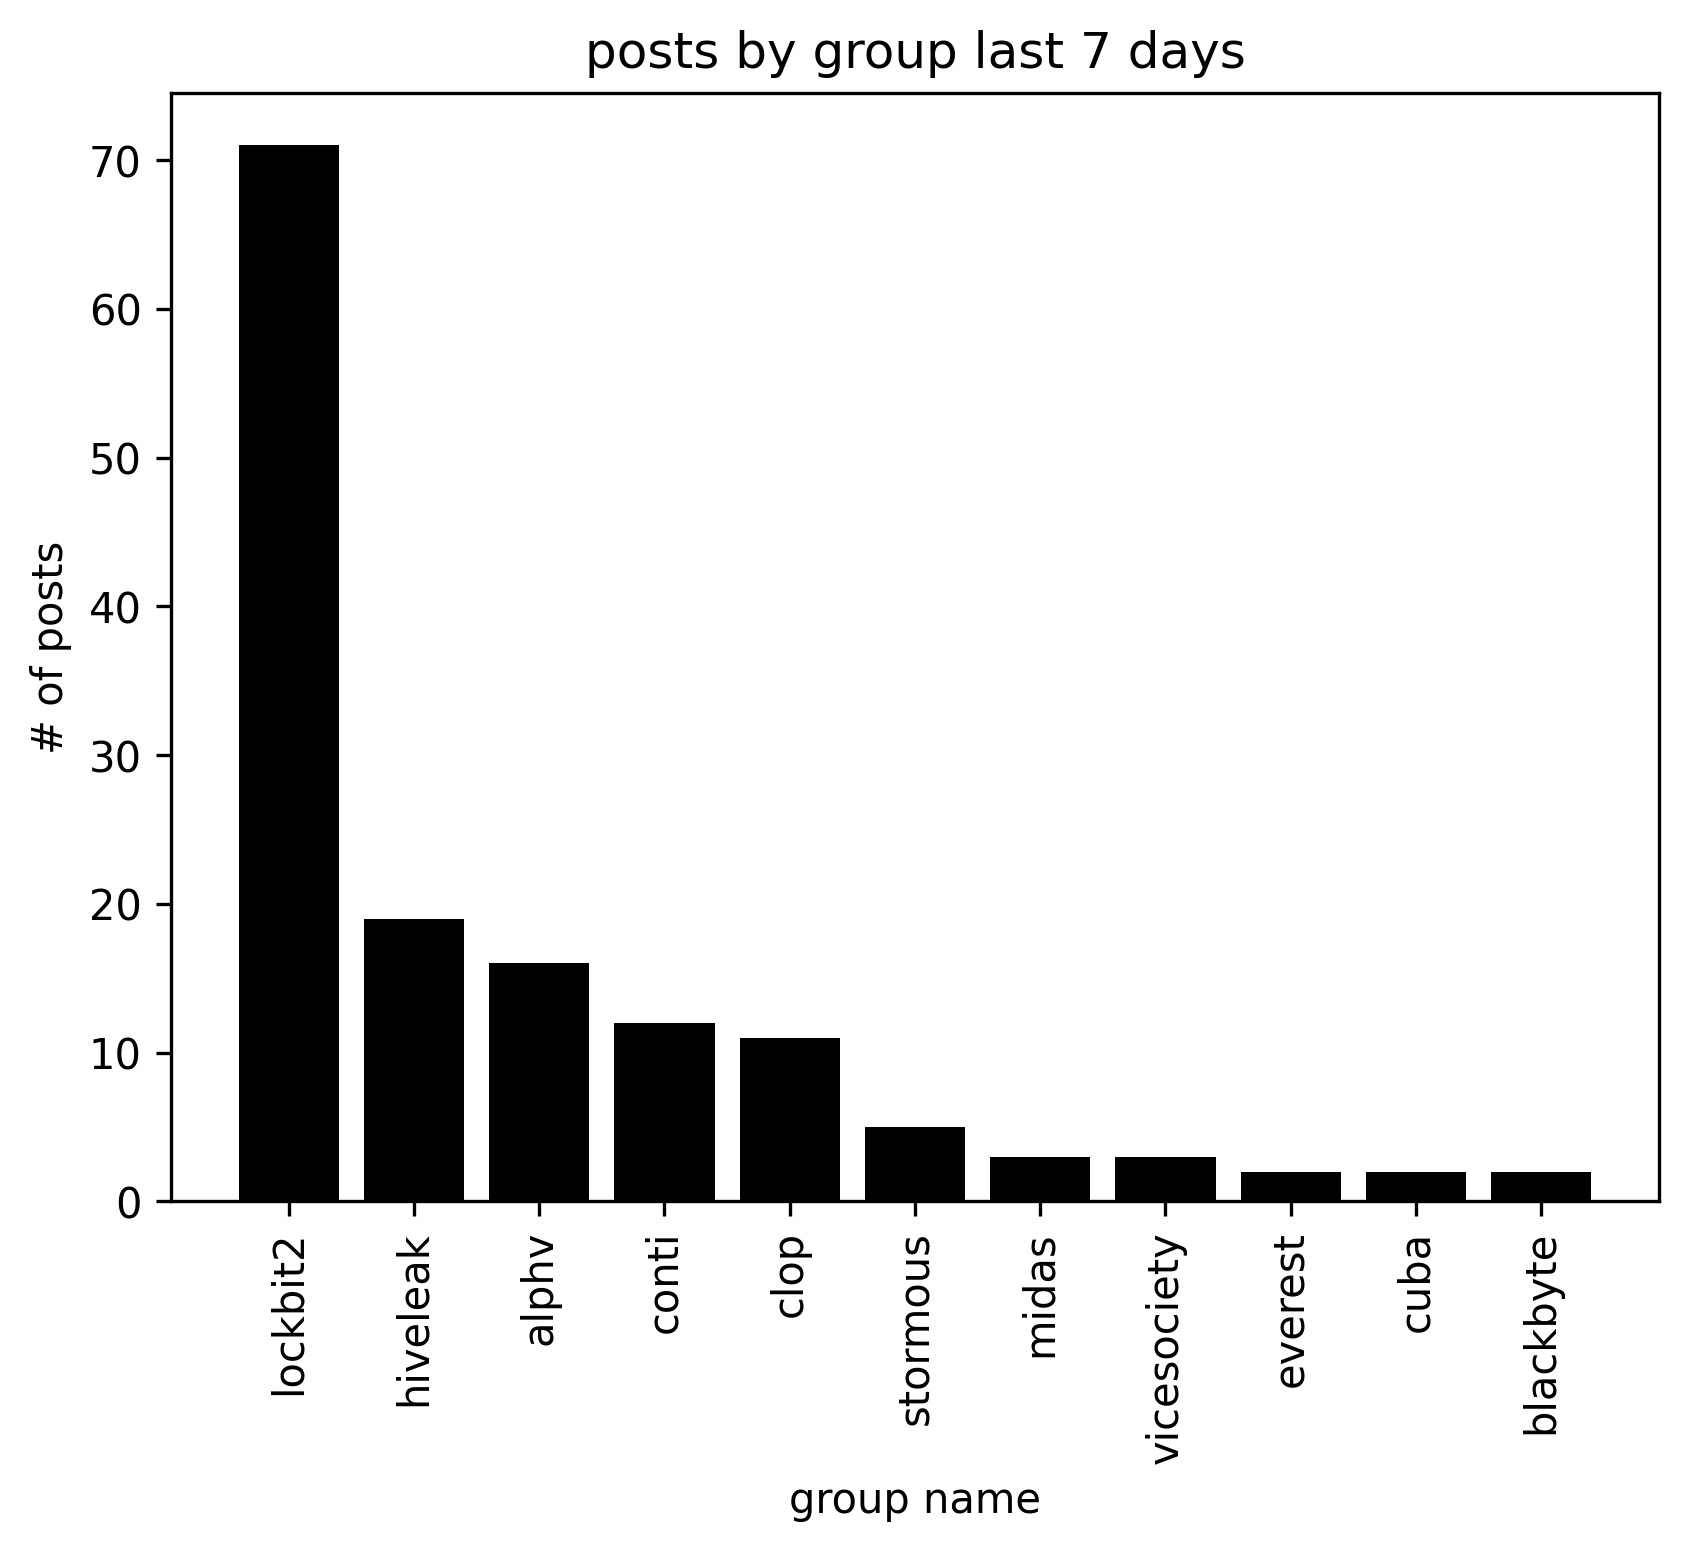 posts by group last 7 days
# of posts
70
60
50
40
30
20
10
0
lockbit2
hiveleak
alphv
conti
clop
stormous
midas
vicesociety
everest
cuba
blackbyte
group name